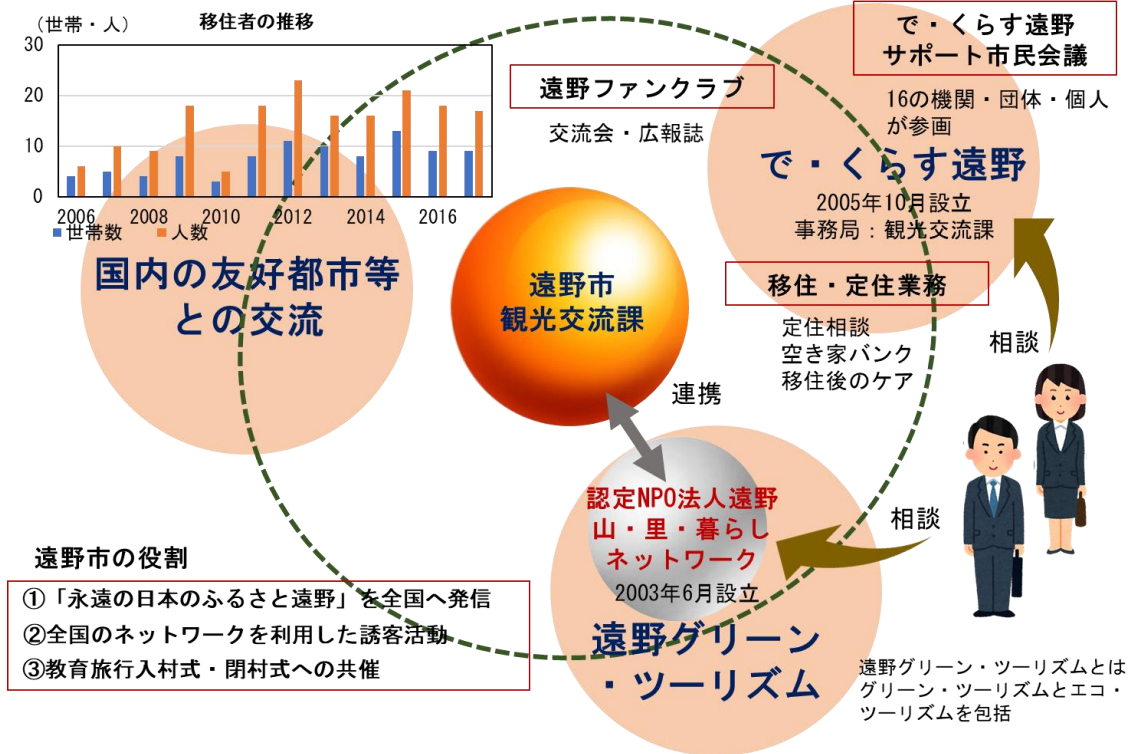 （世帯・人）
移住者の推移
30
20
10
0
2006
2008
2010
2012
2014
2016
世帯数
人数
国内の友好都市等
との交流
遠野ファンクラブ
交流会・広報誌
で・くらす遠野
サポート市民会議
16の機関・団体・個人
が参画
で・くらす遠野
2005年10月設立
事務局：観光交流課
遠野市
観光交流課
移住・定住業務
定住相談
空き家バンク
移住後のケア
相談
連携
認定NPO法人遠野
山・里・暮らし
ネットワーク
2003年6月設立
遠野グリーン
・ツーリズム
相談
遠野市の役割
①「永遠の日本のふるさと遠野」を全国へ発信
②全国のネットワークを利用した誘客活動
③教育旅行入村式・閉村式への共催
遠野グリーン・ツーリズムとは
グリーン・ツーリズムとエコ・
ツーリズムを包括